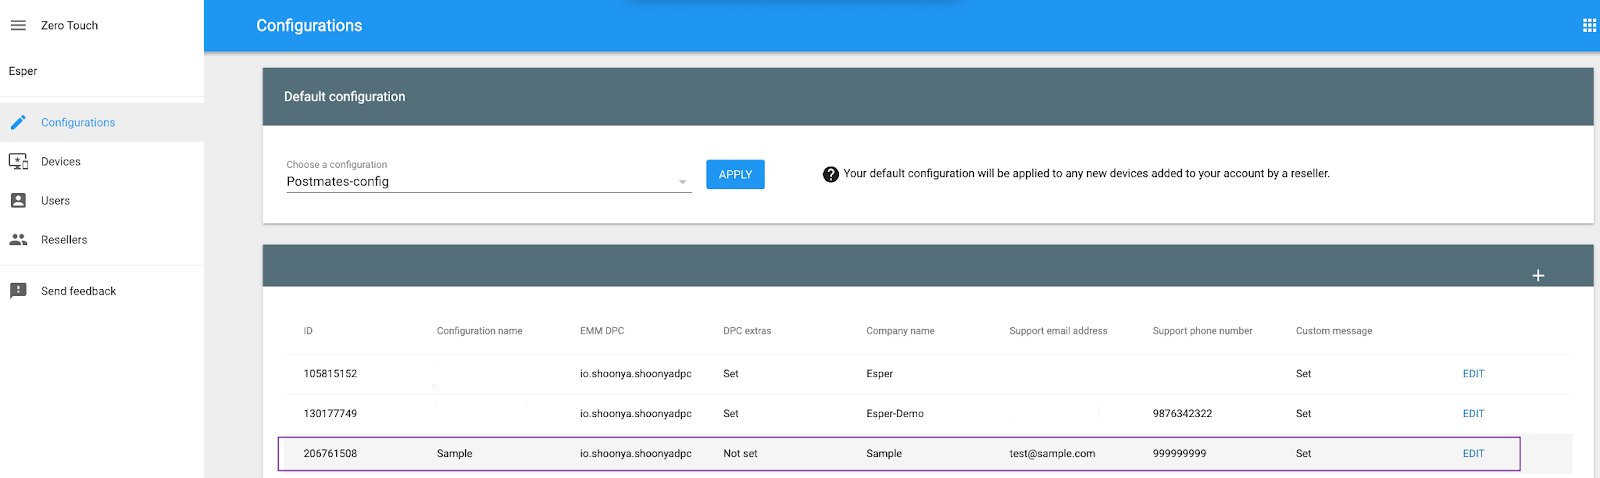 Zero Touch
Configurations
Esper
Configurations
Devices
Users
Resellers
Send feedback
Default configuration
Choose a configuration
Postmates-config
APPLY
? Your default configuration will be applied to any new devices added to your account by a reseller.
+
ID Configuration name EMM DPC DPC extras Company name Support email address Support phone number Custom message
105815152 io.shoonya.shoonyadpc Set Esper Set EDIT
130177749 io.shoonya.shoonyadpc Set Esper-Demo 9876342322 Set EDIT
206761508 Sample io.shoonya.shoonyadpc Not set Sample test@sample.com 999999999 Set EDIT